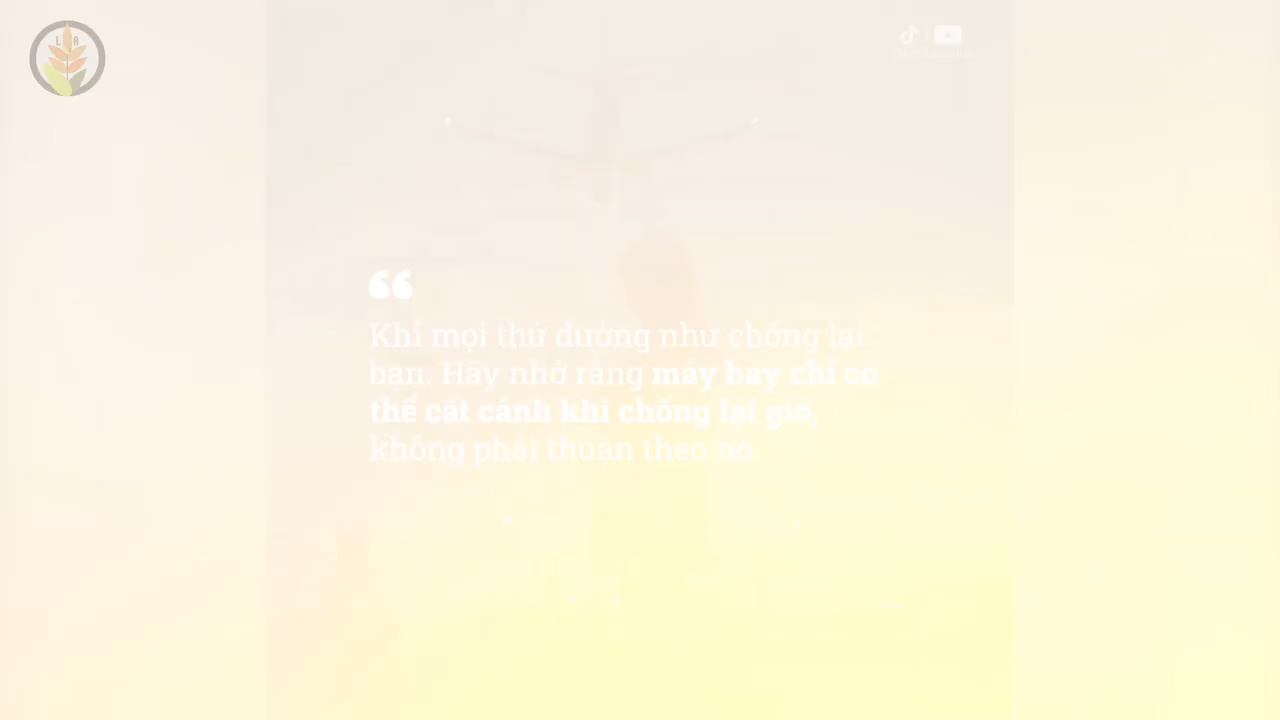 L A
“
Khi mọi thứ dường như chống lại
bạn. Hãy nhớ rằng máy bay chỉ có
thể cất cánh khi chống lại gió,
không phải thuận theo nó.